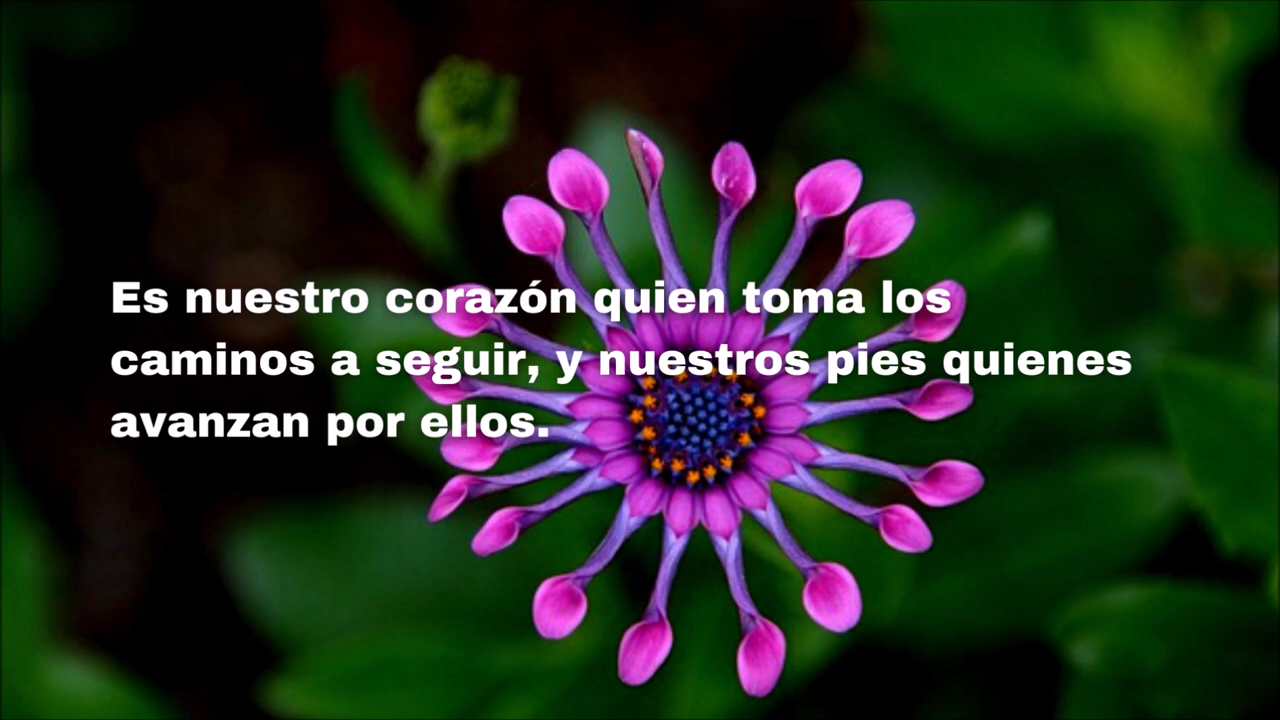 Es nuestro corazón quien toma los
caminos a seguir, y nuestros pies quienes
avanzan por ellos.